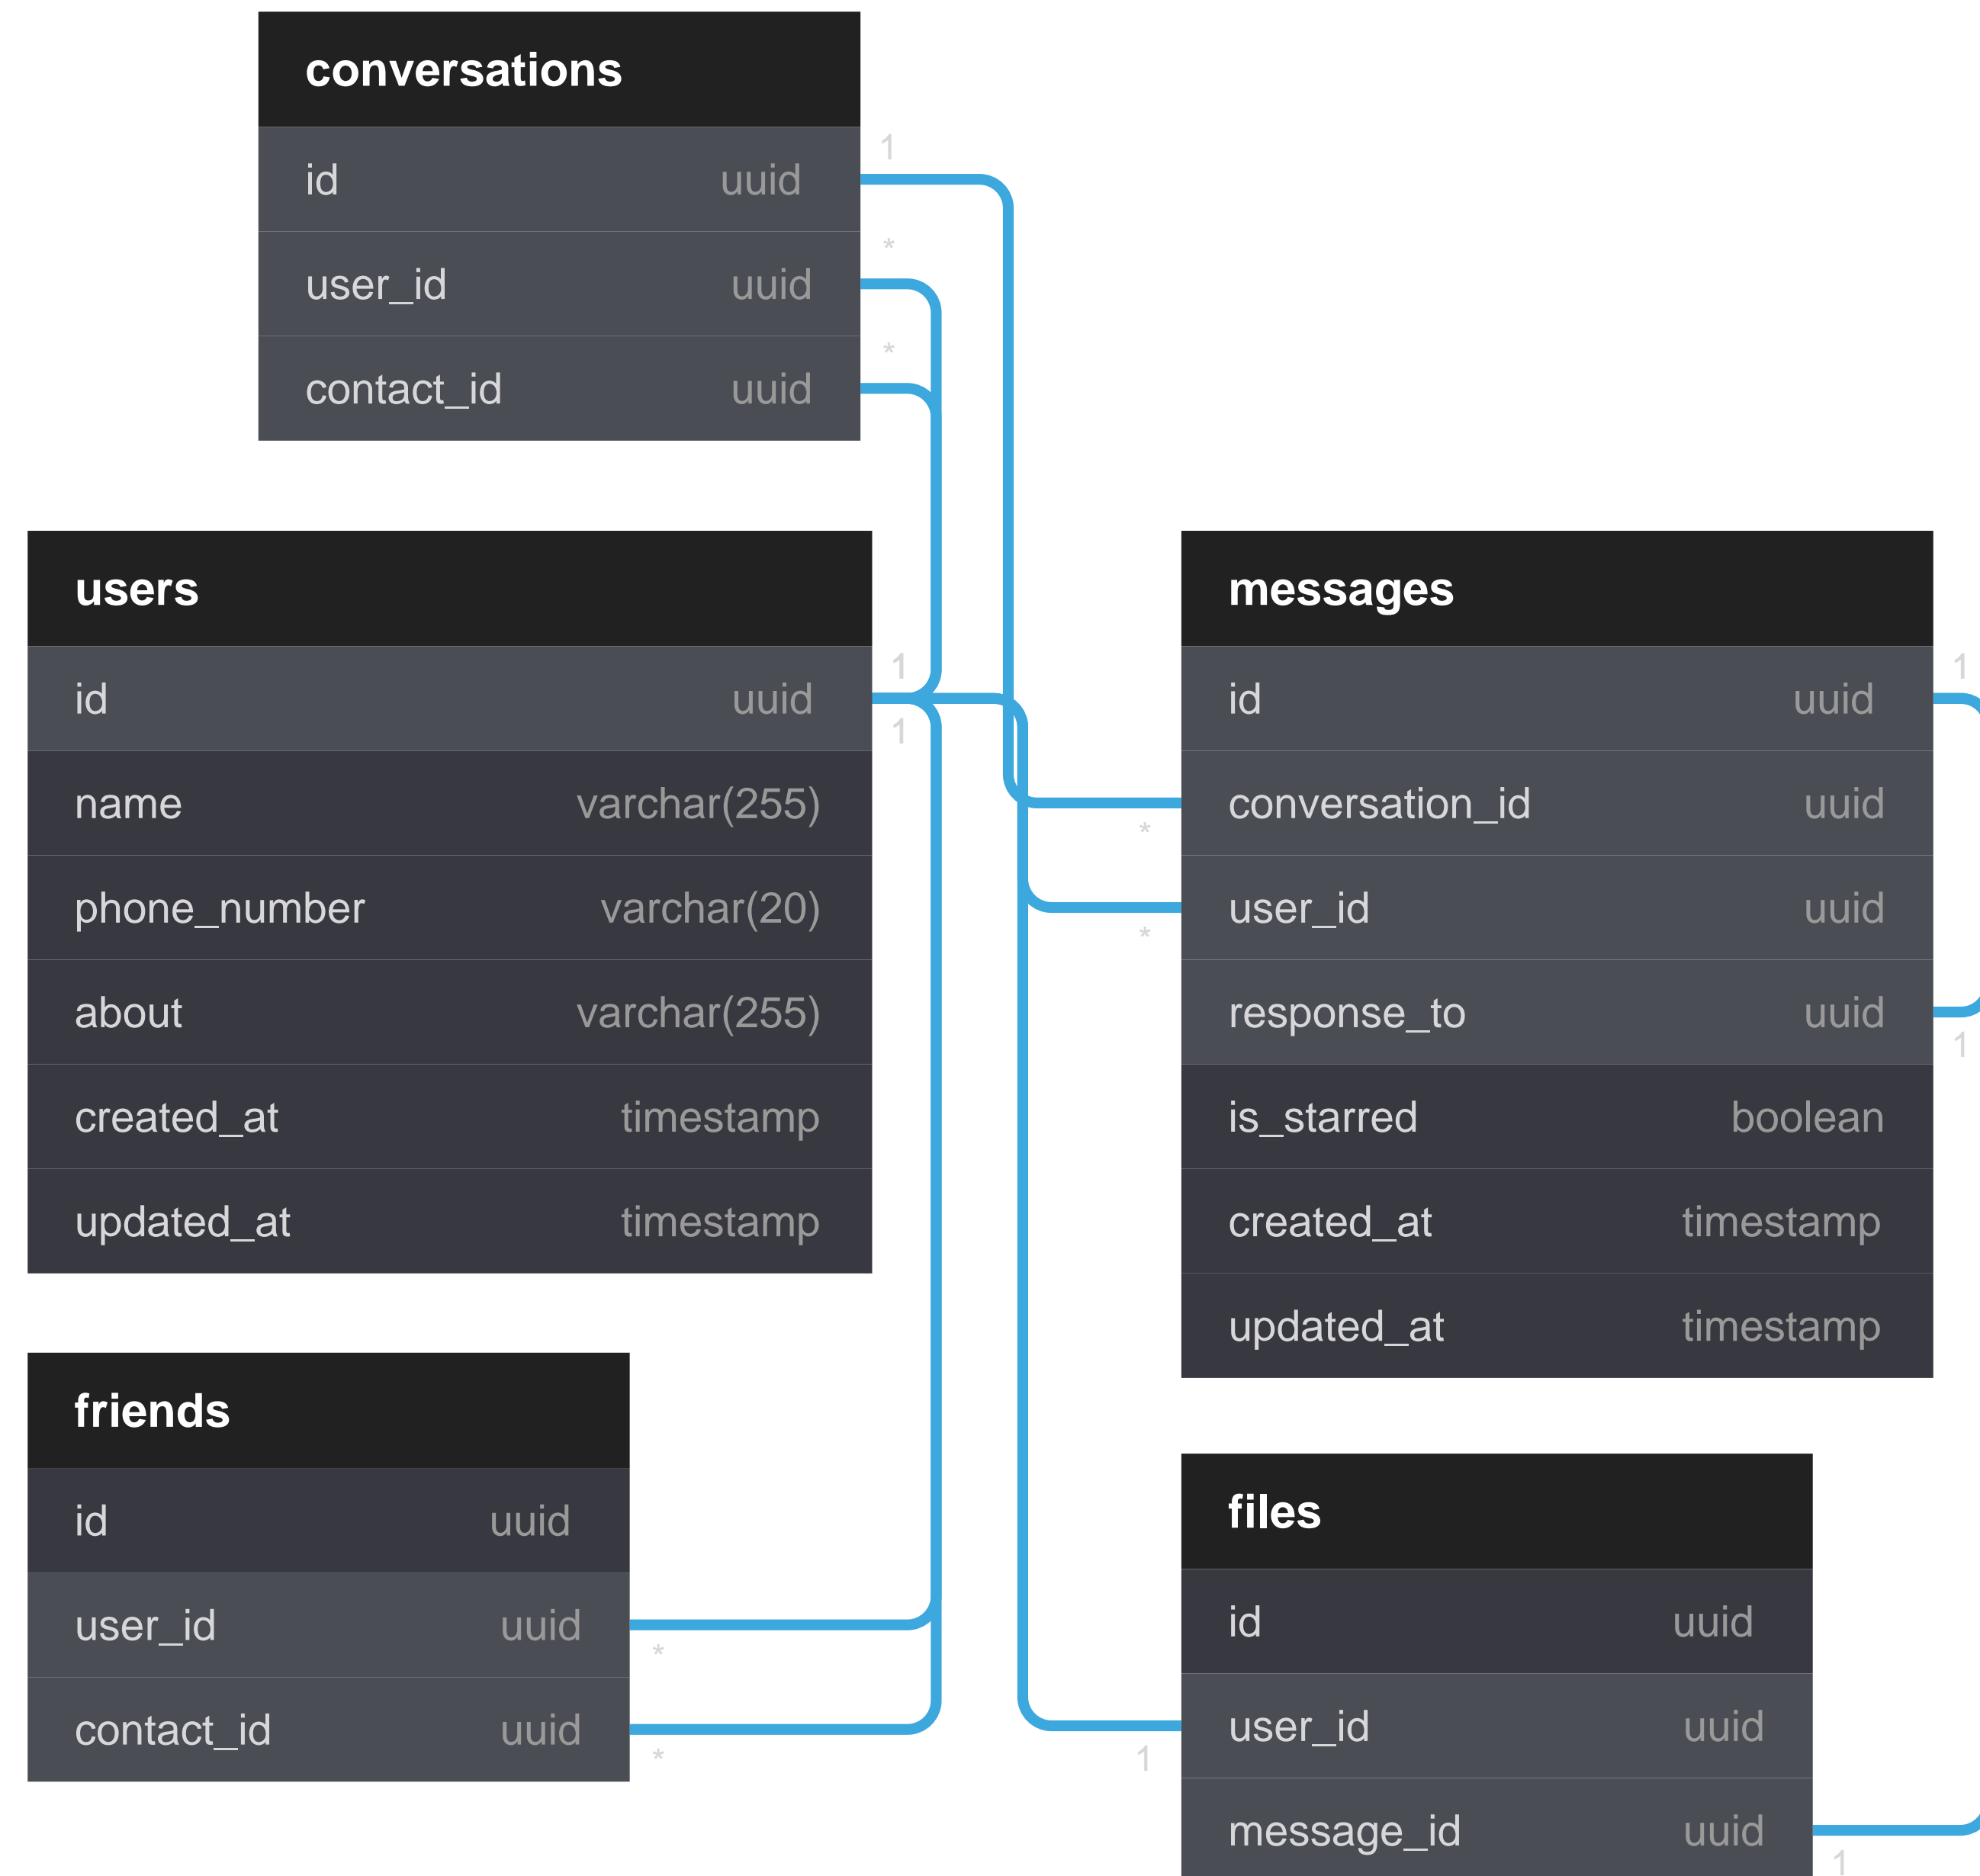 conversations
id uuid
user_id uuid
contact_id uuid
1
*
*
users
id uuid
name varchar(255)
phone_number varchar(20)
about varchar(255)
created_at timestamp
updated_at timestamp
1
1
messages
id uuid
conversation_id uuid
user_id uuid
response_to uuid
is_starred boolean
created_at timestamp
updated_at timestamp
1
*
*
1
friends
id uuid
user_id uuid
contact_id uuid
*
*
files
id uuid
user_id uuid
message_id uuid
1
1